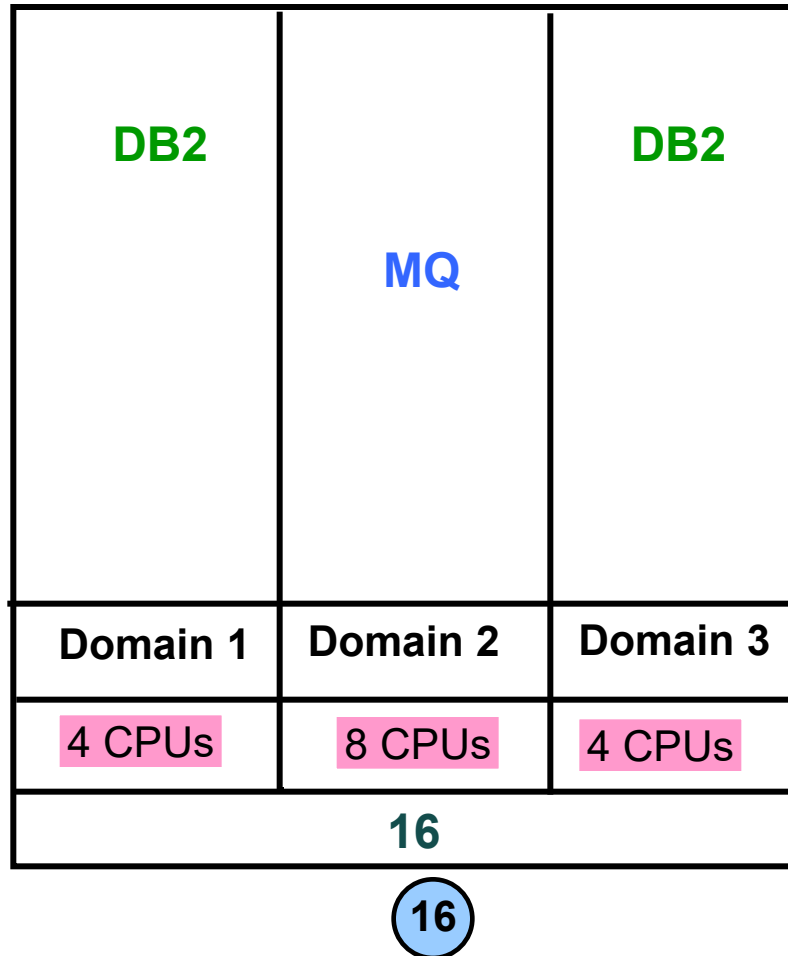 DB2
DB2
MQ
Domain 1
Domain 2
Domain 3
4 CPUs
8 CPUs
4 CPUs
16
16